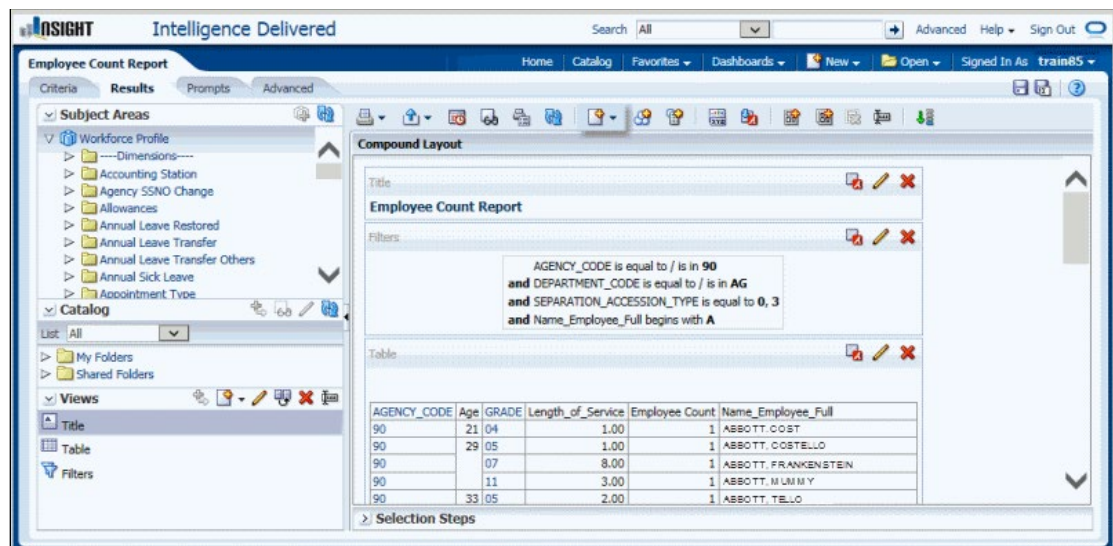 INSIGHT Intelligence Delivered Search All Advanced Help Sign Out
Employee Count Report Home Catalog Favorites Dashboards New Open Signed In As train85
Criteria Results Prompts Advanced
Subject Areas
Workforce Profile
----Dimensions----
Accounting Station
Agency SSNO Change
Allowances
Annual Leave Restored
Annual Leave Transfer
Annual Leave Transfer Others
Annual Sick Leave
Appointment Type
Catalog
List All
My Folders
Shared Folders
Views
Title
Table
Filters
Compound Layout
Title
Employee Count Report
Filters
AGENCY_CODE is equal to / is in 90
and DEPARTMENT_CODE is equal to / is in AG
and SEPARATION_ACCESSION_TYPE is equal to 0, 3
and Name_Employee_Full begins with A
Table
AGENCY_CODE Age GRADE Length_of_Service Employee Count Name_Employee_Full
90 21 04 1.00 1 ABBOTT.COST
90 29 05 1.00 1 ABBOTT, COSTELLO
90 07 8.00 1 ABBOTT, FRANKENSTEIN
90 11 3.00 1 ABBOTT, MUMMY
90 33 05 2.00 1 ABBOTT, TELLO
Selection Steps